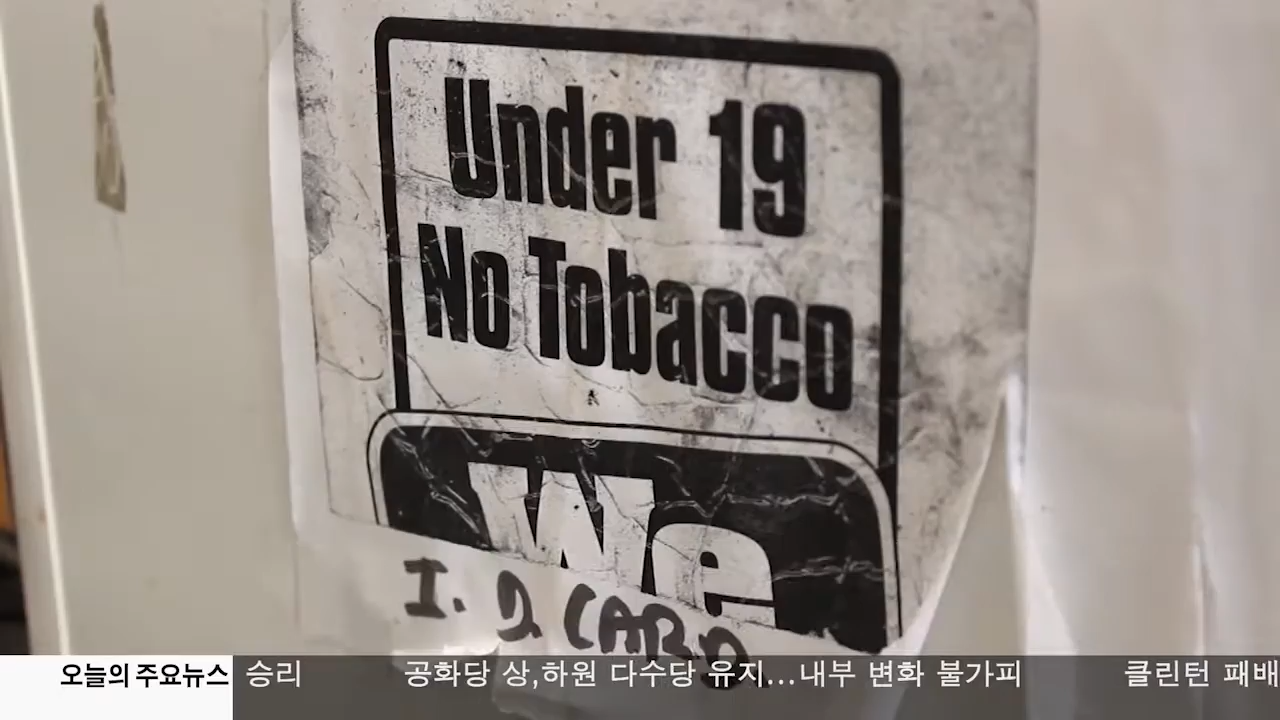 Under 19
No Tobacco
We
I. D. CARD
오늘의 주요뉴스
승리 공화당 상,하원 다수당 유지...내부 변화 불가피 클린턴 패배